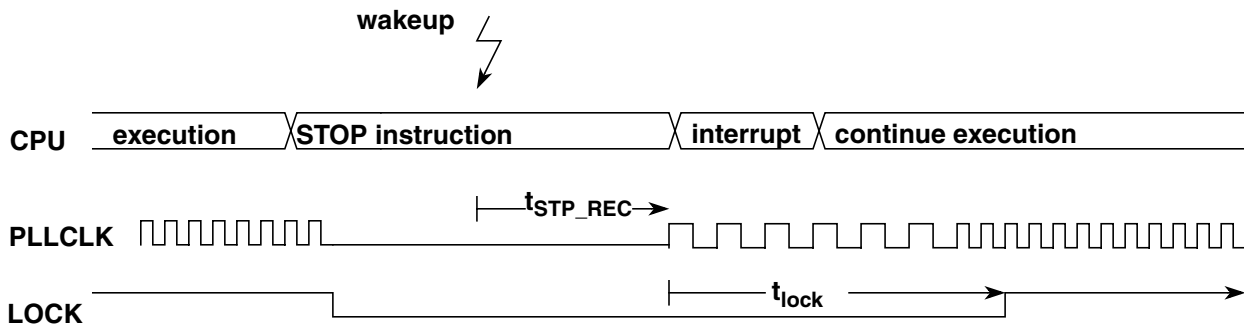 wakeup
CPU execution STOP instruction interrupt continue execution
tSTP_REC
PLLCLK
tlock
LOCK